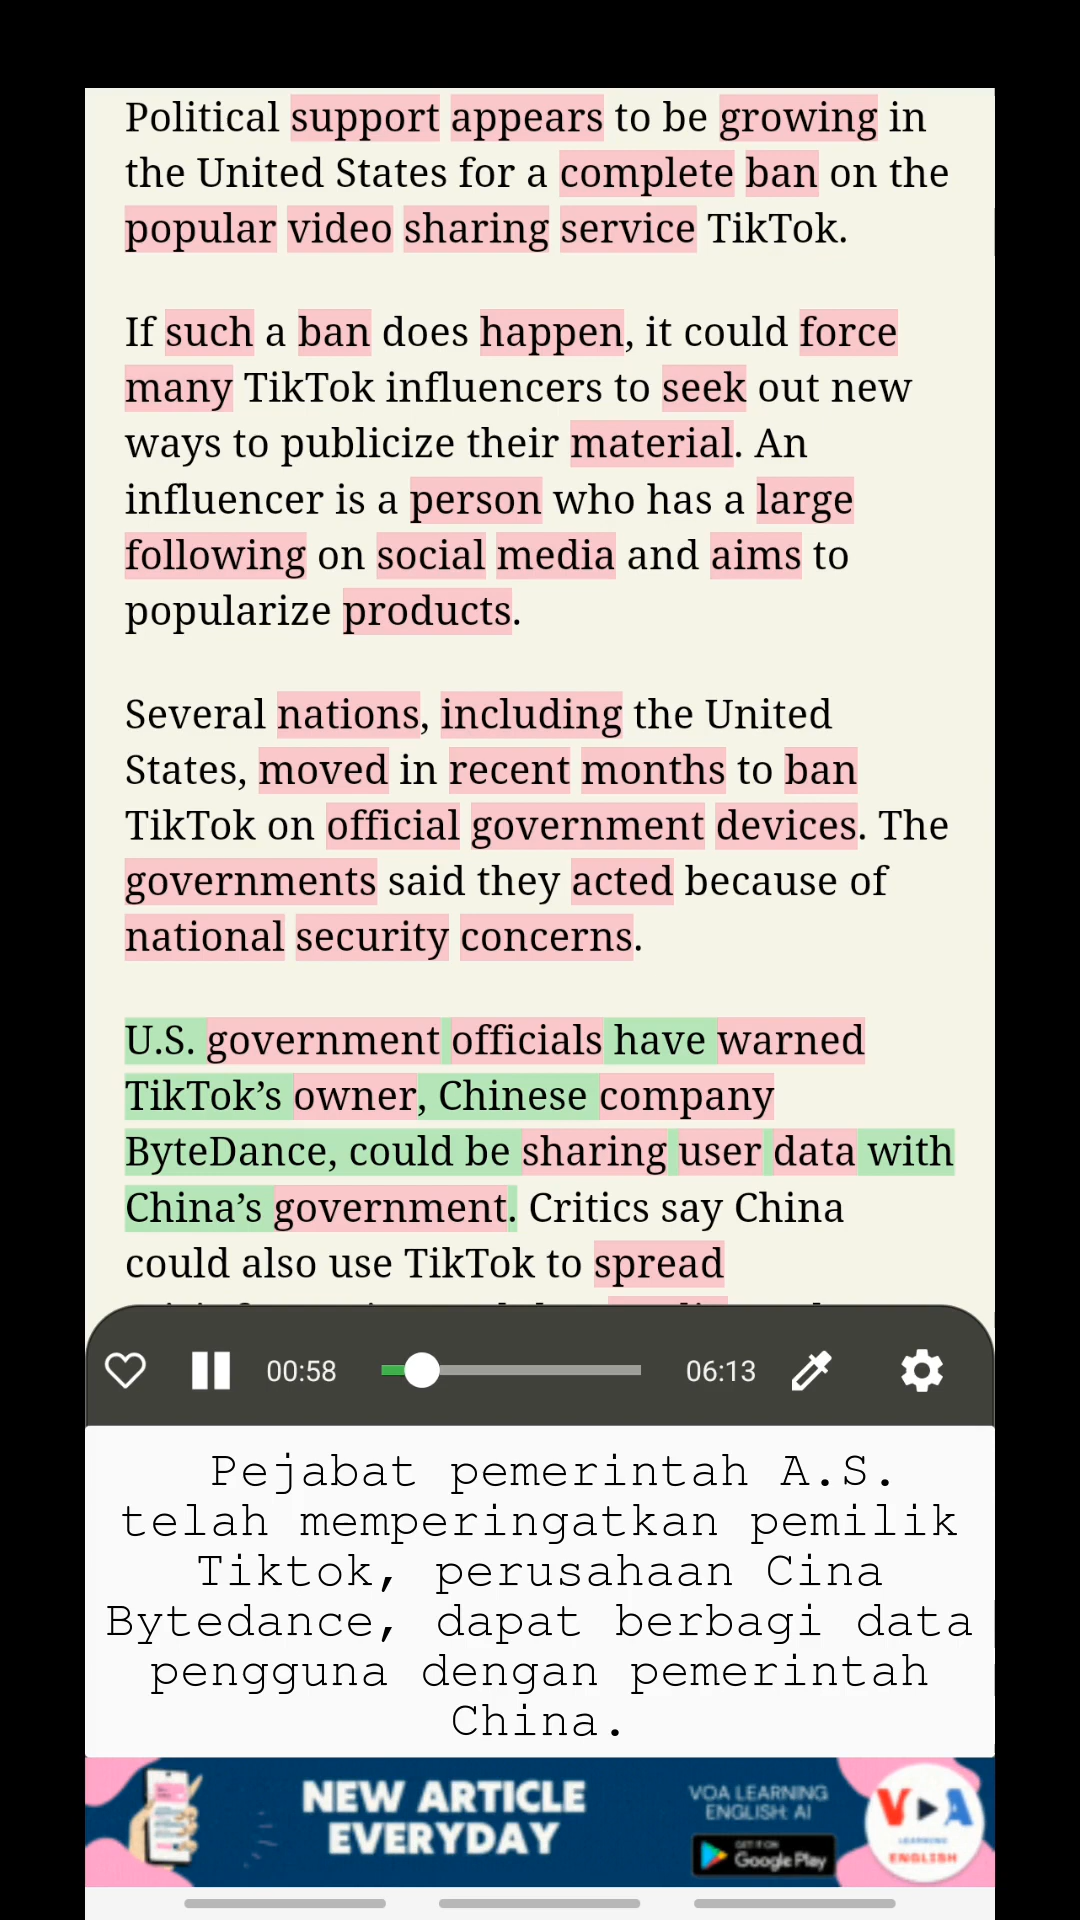 Political support appears to be growing in
the United States for a complete ban on the
popular video sharing service TikTok.
If such a ban does happen, it could force
many TikTok influencers to seek out new
ways to publicize their material. An
influencer is a person who has a large
following on social media and aims to
popularize products.
Several nations, including the United
States, moved in recent months to ban
TikTok on official government devices. The
governments said they acted because of
national security concerns.
U.S. government officials have warned
TikTok’s owner, Chinese company
ByteDance, could be sharing user data with
China’s government. Critics say China
could also use TikTok to spread
00:58
06:13
Pejabat pemerintah A.S.
telah memperingatkan pemilik
Tiktok, perusahaan Cina
Bytedance, dapat berbagi data
pengguna dengan pemerintah
China.
NEW ARTICLE
EVERYDAY
VOA LEARNING
ENGLISH: AI
GET IT ON
Google Play
VOA
LEARNING
ENGLISH